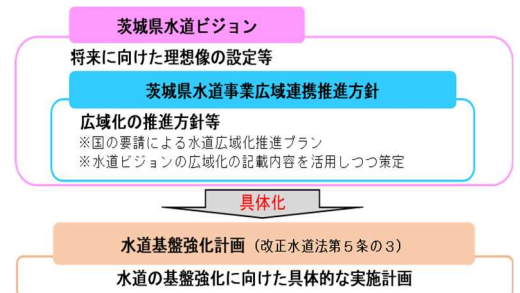 茨城県水道ビジョン
将来に向けた理想像の設定等
茨城県水道事業広域連携推進方針
広域化の推進方針等
※国の要請による水道広域化推進プラン
※水道ビジョンの広域化の記載内容を活用しつつ策定
具体化
水道基盤強化計画（改正水道法第５条の３）
水道の基盤強化に向けた具体的な実施計画